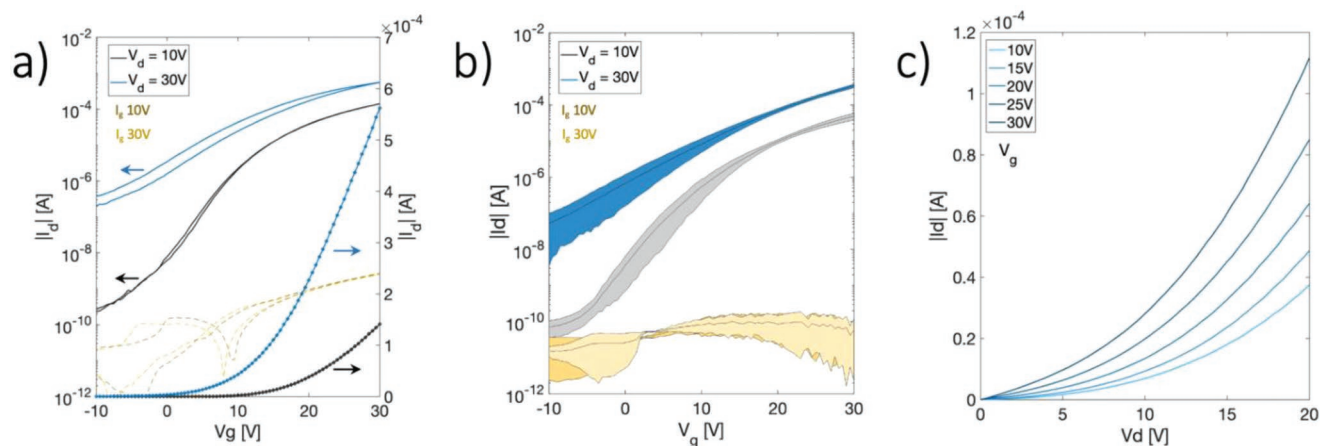 a)
V_d = 10V
V_d = 30V
I_g 10V
I_g 30V
×10⁻⁴
10⁻²
10⁻⁴
10⁻⁶
10⁻⁸
10⁻¹⁰
10⁻¹²
|I_d| [A]
7
6
5
4
3
2
1
0
|I_d| [A]
-10
0
10
20
30
Vg [V]
b)
V_d = 10V
V_d = 30V
I_g 10V
I_g 30V
10⁻²
10⁻⁴
10⁻⁶
10⁻⁸
10⁻¹⁰
10⁻¹²
|Id| [A]
-10
0
10
20
30
V_g [V]
c)
×10⁻⁴
10V
15V
20V
25V
30V
V_g
1.2
1
0.8
0.6
0.4
0.2
0
|Id| [A]
0
5
10
15
20
Vd [V]